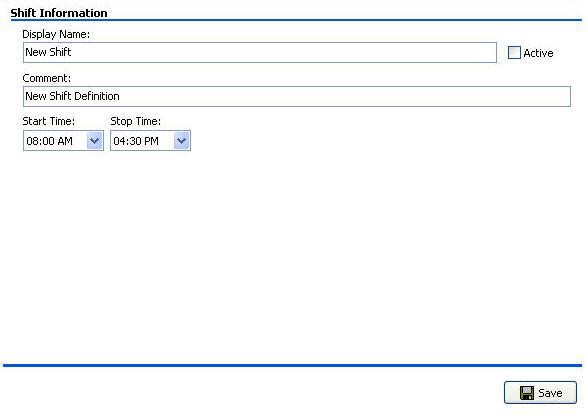 Shift Information
Display Name:
New Shift
Active
Comment:
New Shift Definition
Start Time: Stop Time:
08:00 AM 04:30 PM
Save